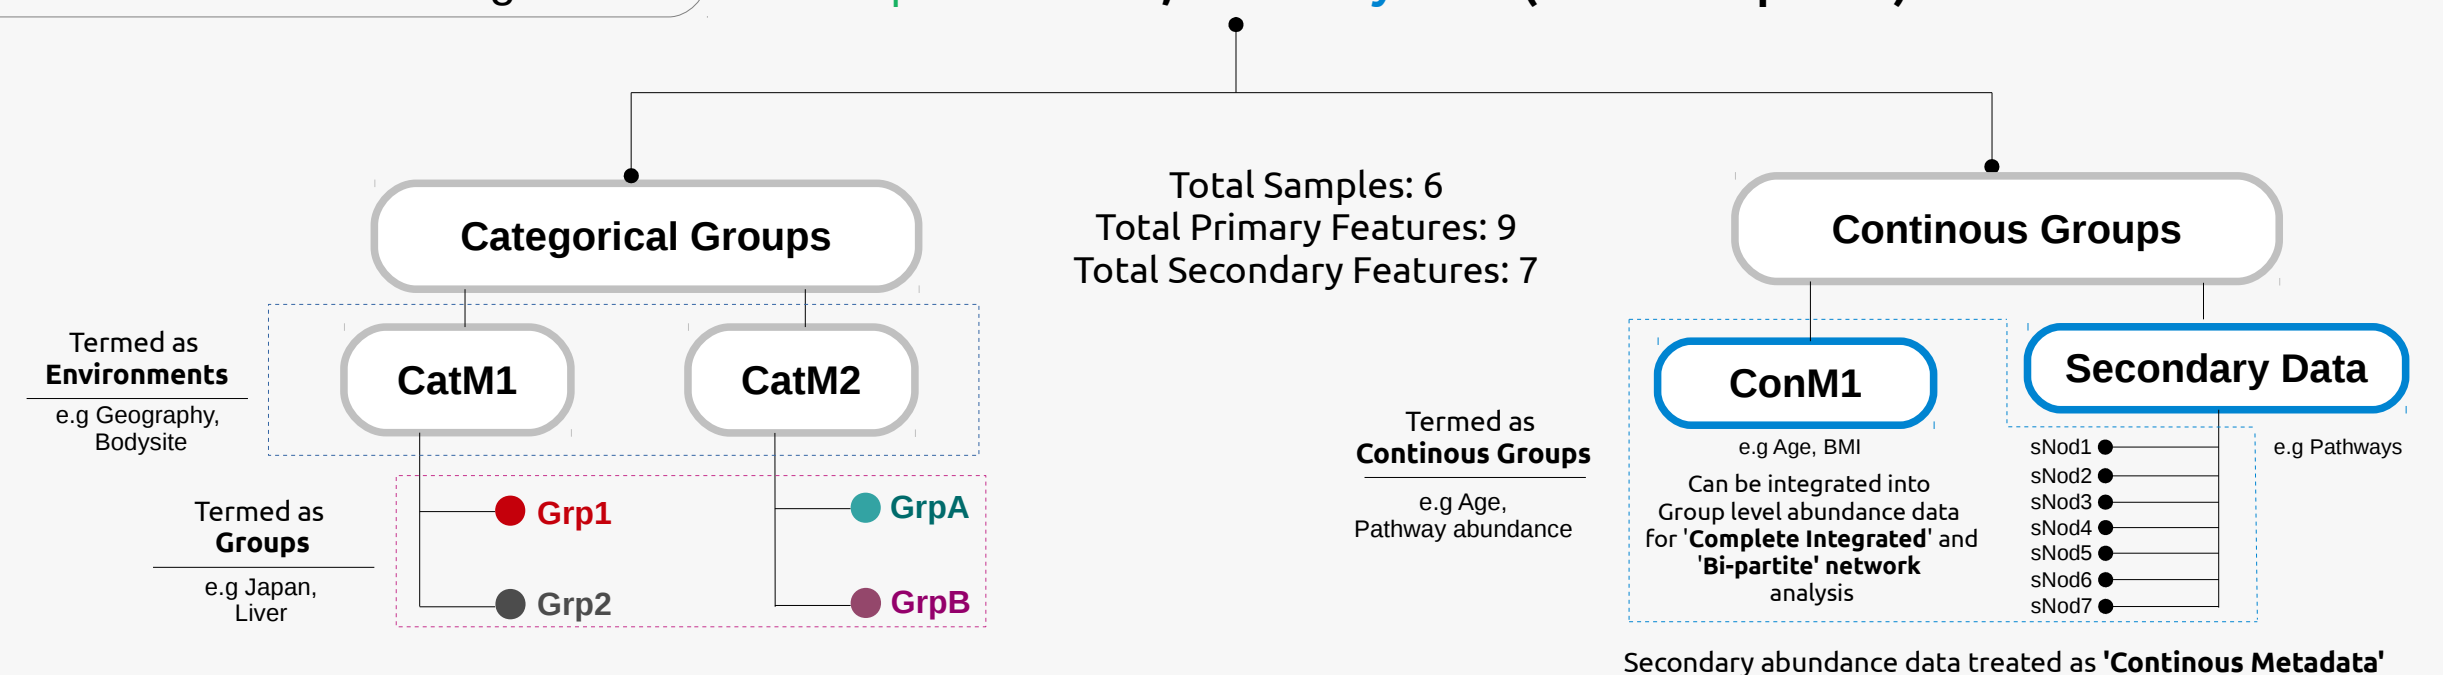 Total Samples: 6
Total Primary Features: 9
Total Secondary Features: 7
Categorical Groups
Continous Groups
Termed as
Environments
e.g Geography,
Bodysite
CatM1
CatM2
Termed as
Groups
e.g Japan,
Liver
Grp1
Grp2
GrpA
GrpB
Termed as
Continous Groups
e.g Age,
Pathway abundance
ConM1
e.g Age, BMI
Can be integrated into
Group level abundance data
for 'Complete Integrated' and
'Bi-partite' network
analysis
Secondary Data
e.g Pathways
sNod1
sNod2
sNod3
sNod4
sNod5
sNod6
sNod7
Secondary abundance data treated as 'Continous Metadata'